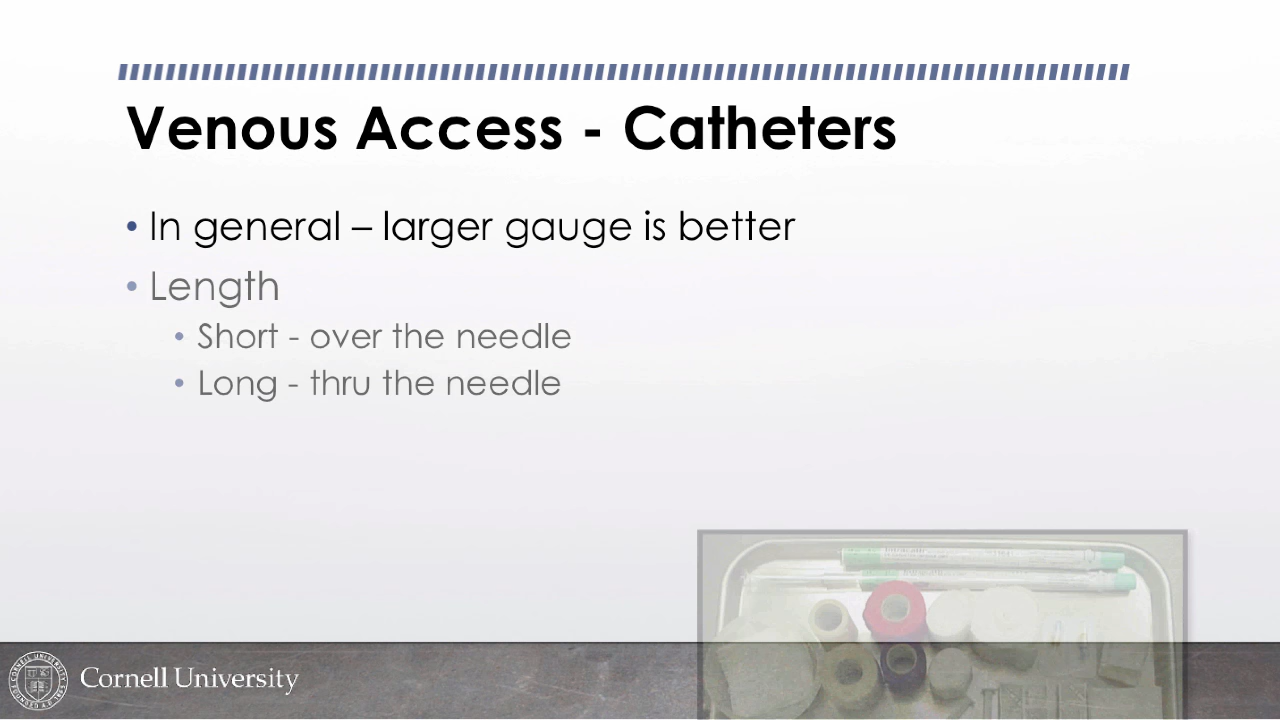 Venous Access - Catheters
• In general – larger gauge is better
• Length
• Short - over the needle
• Long - thru the needle
Cornell University